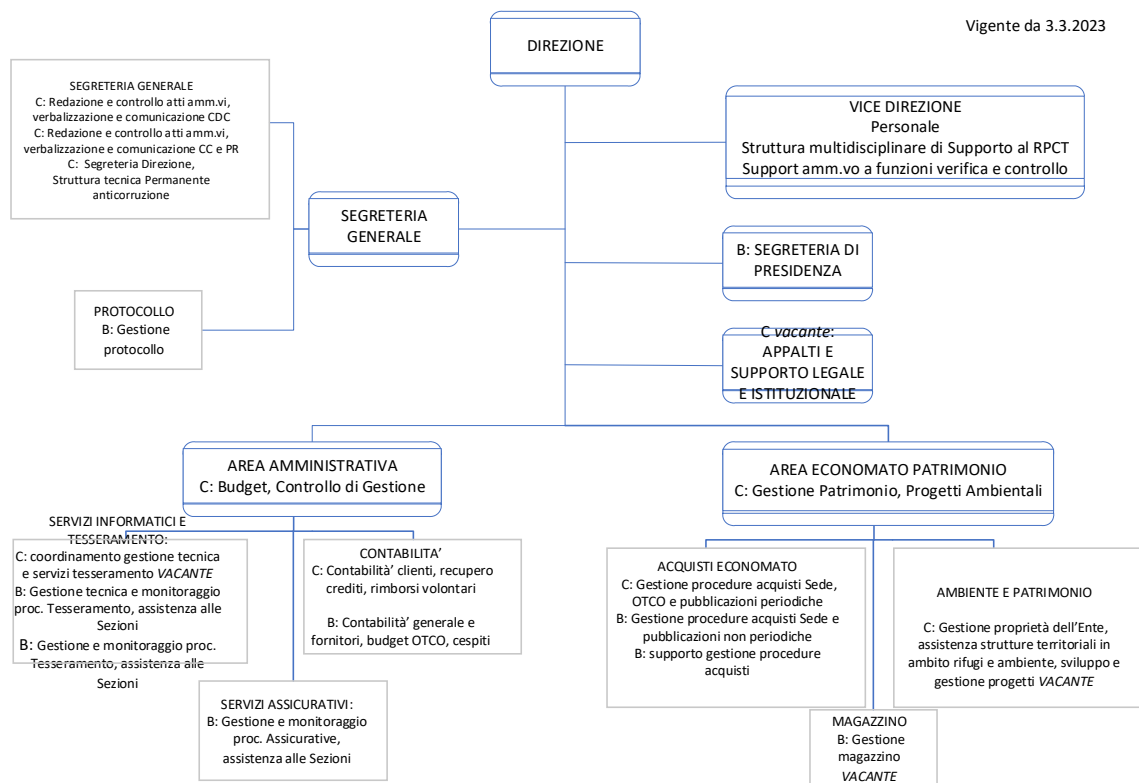 Vigente da 3.3.2023
DIREZIONE
SEGRETERIA GENERALE
C: Redazione e controllo atti amm.vi,
verbalizzazione e comunicazione CDC
C: Redazione e controllo atti amm.vi,
verbalizzazione e comunicazione CC e PR
C: Segreteria Direzione,
Struttura tecnica Permanente
anticorruzione
VICE DIREZIONE
Personale
Struttura multidisciplinare di Supporto al RPCT
Support amm.vo a funzioni verifica e controllo
SEGRETERIA
GENERALE
B: SEGRETERIA DI
PRESIDENZA
PROTOCOLLO
B: Gestione
protocollo
C vacante:
APPALTI E
SUPPORTO LEGALE
E ISTITUZIONALE
AREA AMMINISTRATIVA
C: Budget, Controllo di Gestione
AREA ECONOMATO PATRIMONIO
C: Gestione Patrimonio, Progetti Ambientali
SERVIZI INFORMATICI E
TESSERAMENTO:
C: coordinamento gestione tecnica
e servizi tesseramento VACANTE
B: Gestione tecnica e monitoraggio
proc. Tesseramento, assistenza alle
Sezioni
B: Gestione e monitoraggio proc.
Tesseramento, assistenza alle
Sezioni
CONTABILITA’
C: Contabilità’ clienti, recupero
crediti, rimborsi volontari
B: Contabilità’ generale e
fornitori, budget OTCO, cespiti
SERVIZI ASSICURATIVI:
B: Gestione e monitoraggio
proc. Assicurative,
assistenza alle Sezioni
ACQUISTI ECONOMATO
C: Gestione procedure acquisti Sede,
OTCO e pubblicazioni periodiche
B: Gestione procedure acquisti Sede e
pubblicazioni non periodiche
B: supporto gestione procedure
acquisti
AMBIENTE E PATRIMONIO
C: Gestione proprietà dell’Ente,
assistenza strutture territoriali in
ambito rifugi e ambiente, sviluppo e
gestione progetti VACANTE
MAGAZZINO
B: Gestione
magazzino
VACANTE